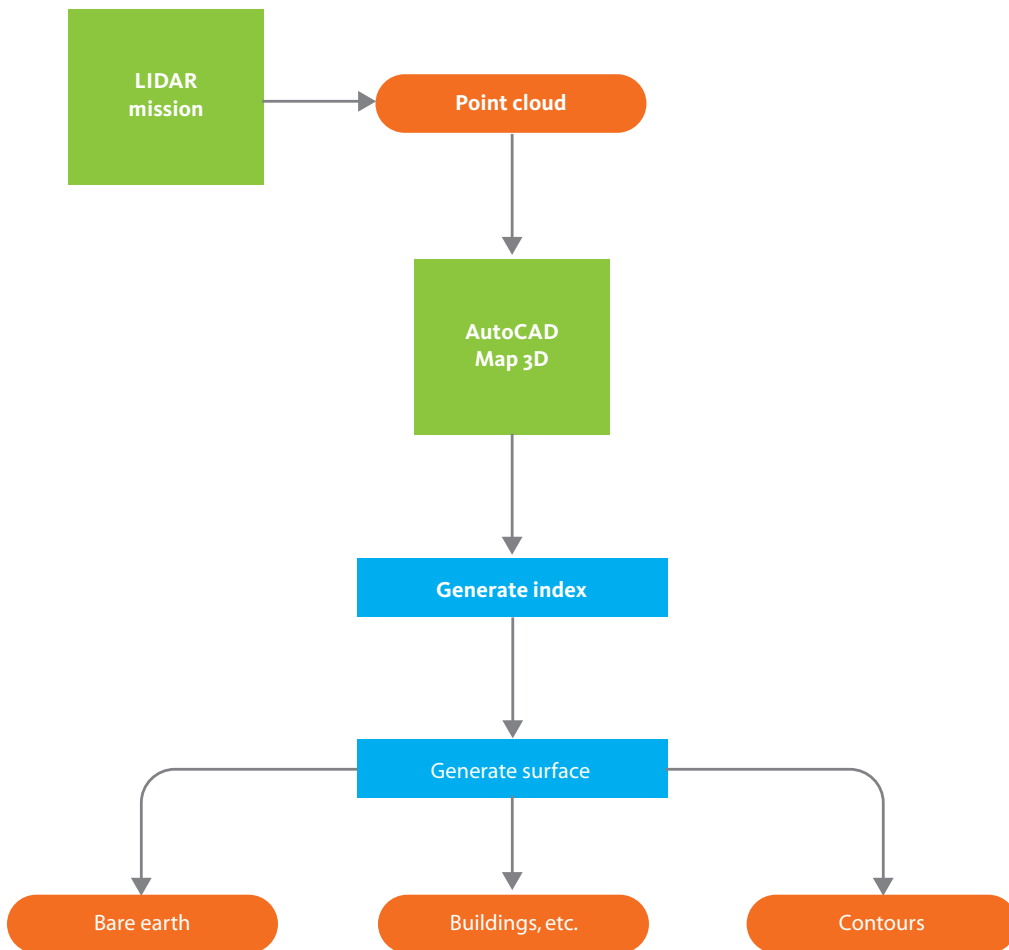 LIDAR
mission
Point cloud
AutoCAD
Map 3D
Generate index
Generate surface
Bare earth
Buildings, etc.
Contours